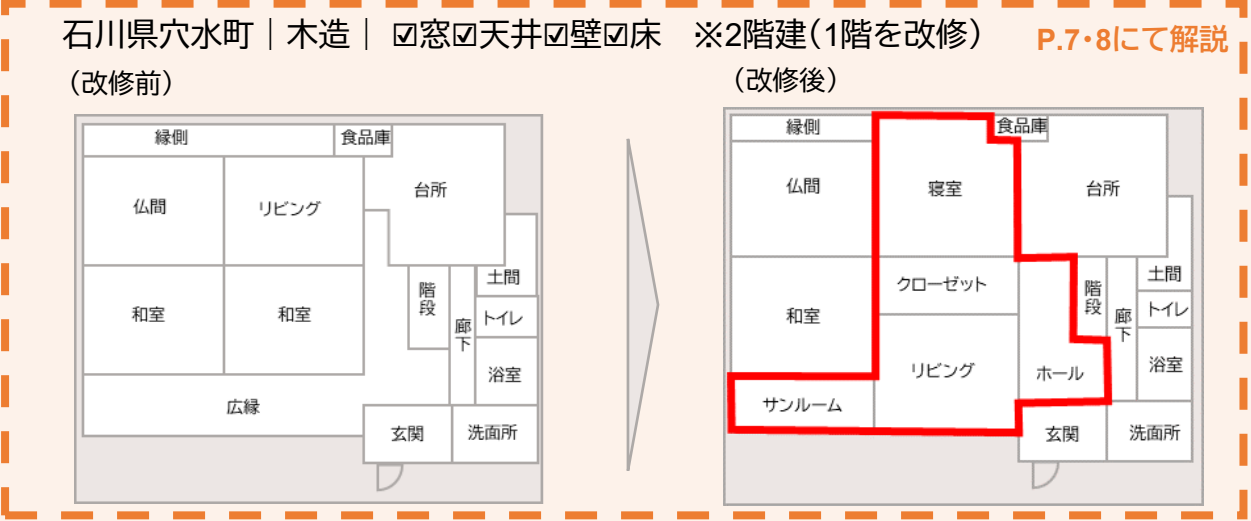 石川県穴水町｜木造｜ ☑窓☑天井☑壁☑床 ※2階建（1階を改修）
P.7・8にて解説
（改修前）
縁側
食品庫
仏間
リビング
台所
和室
和室
階段
廊下
土間
トイレ
浴室
広縁
玄関
洗面所
（改修後）
縁側
食品庫
仏間
寝室
台所
クローゼット
和室
階段
廊下
土間
トイレ
リビング
ホール
浴室
サンルーム
玄関
洗面所